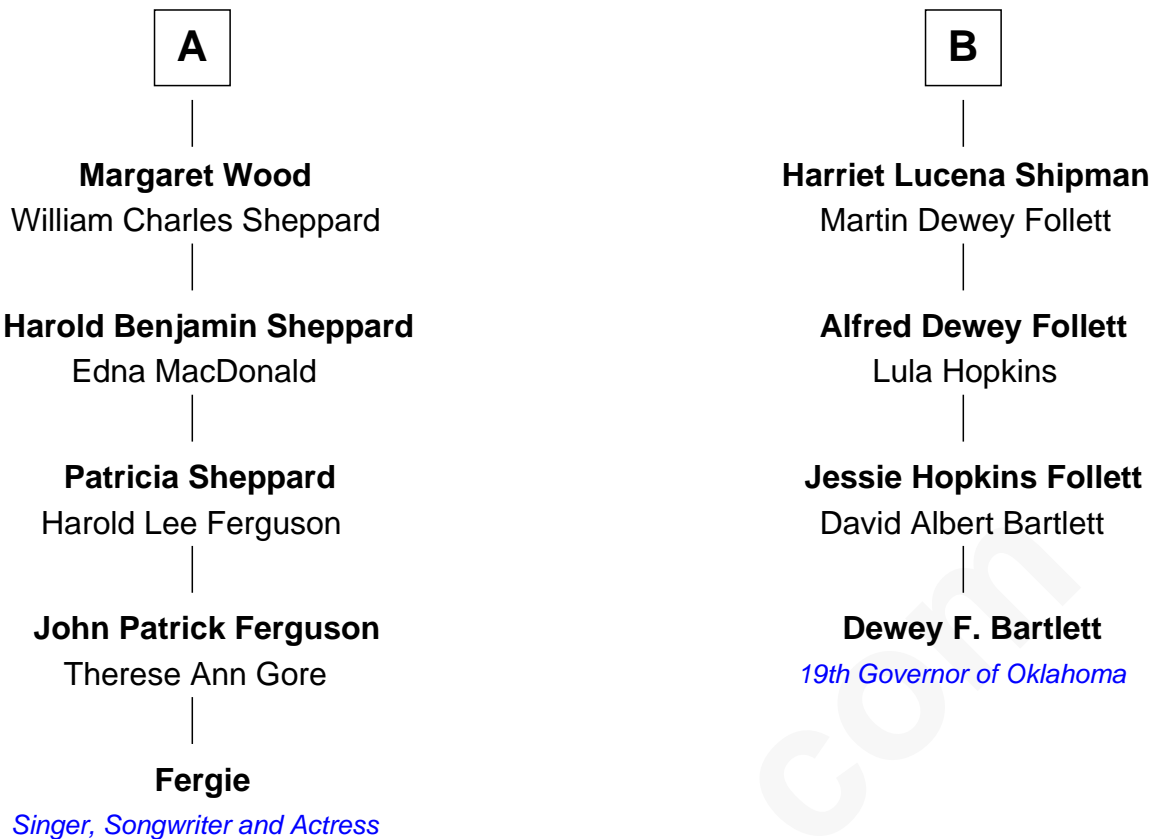 A
Margaret Wood
William Charles Sheppard
Harold Benjamin Sheppard
Edna MacDonald
Patricia Sheppard
Harold Lee Ferguson
John Patrick Ferguson
Therese Ann Gore
Fergie
Singer, Songwriter and Actress
B
Harriet Lucena Shipman
Martin Dewey Follett
Alfred Dewey Follett
Lula Hopkins
Jessie Hopkins Follett
David Albert Bartlett
Dewey F. Bartlett
19th Governor of Oklahoma
com